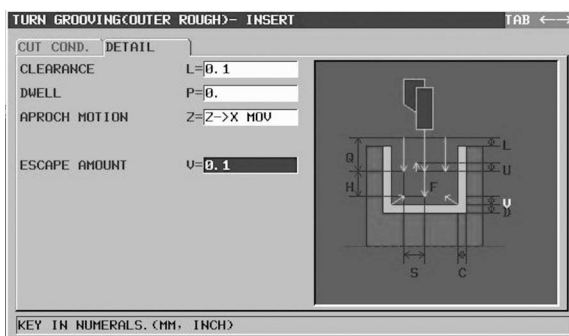 TURN GROOVING(OUTER ROUGH)- INSERT TAB ←→
CUT COND. DETAIL
CLEARANCE L=0.1
DWELL P=0.
APROCH MOTION Z=Z->X MOV
ESCAPE AMOUNT V=0.1
L
Q
U
H F
V
D
S C
KEY IN NUMERALS.(MM, INCH)